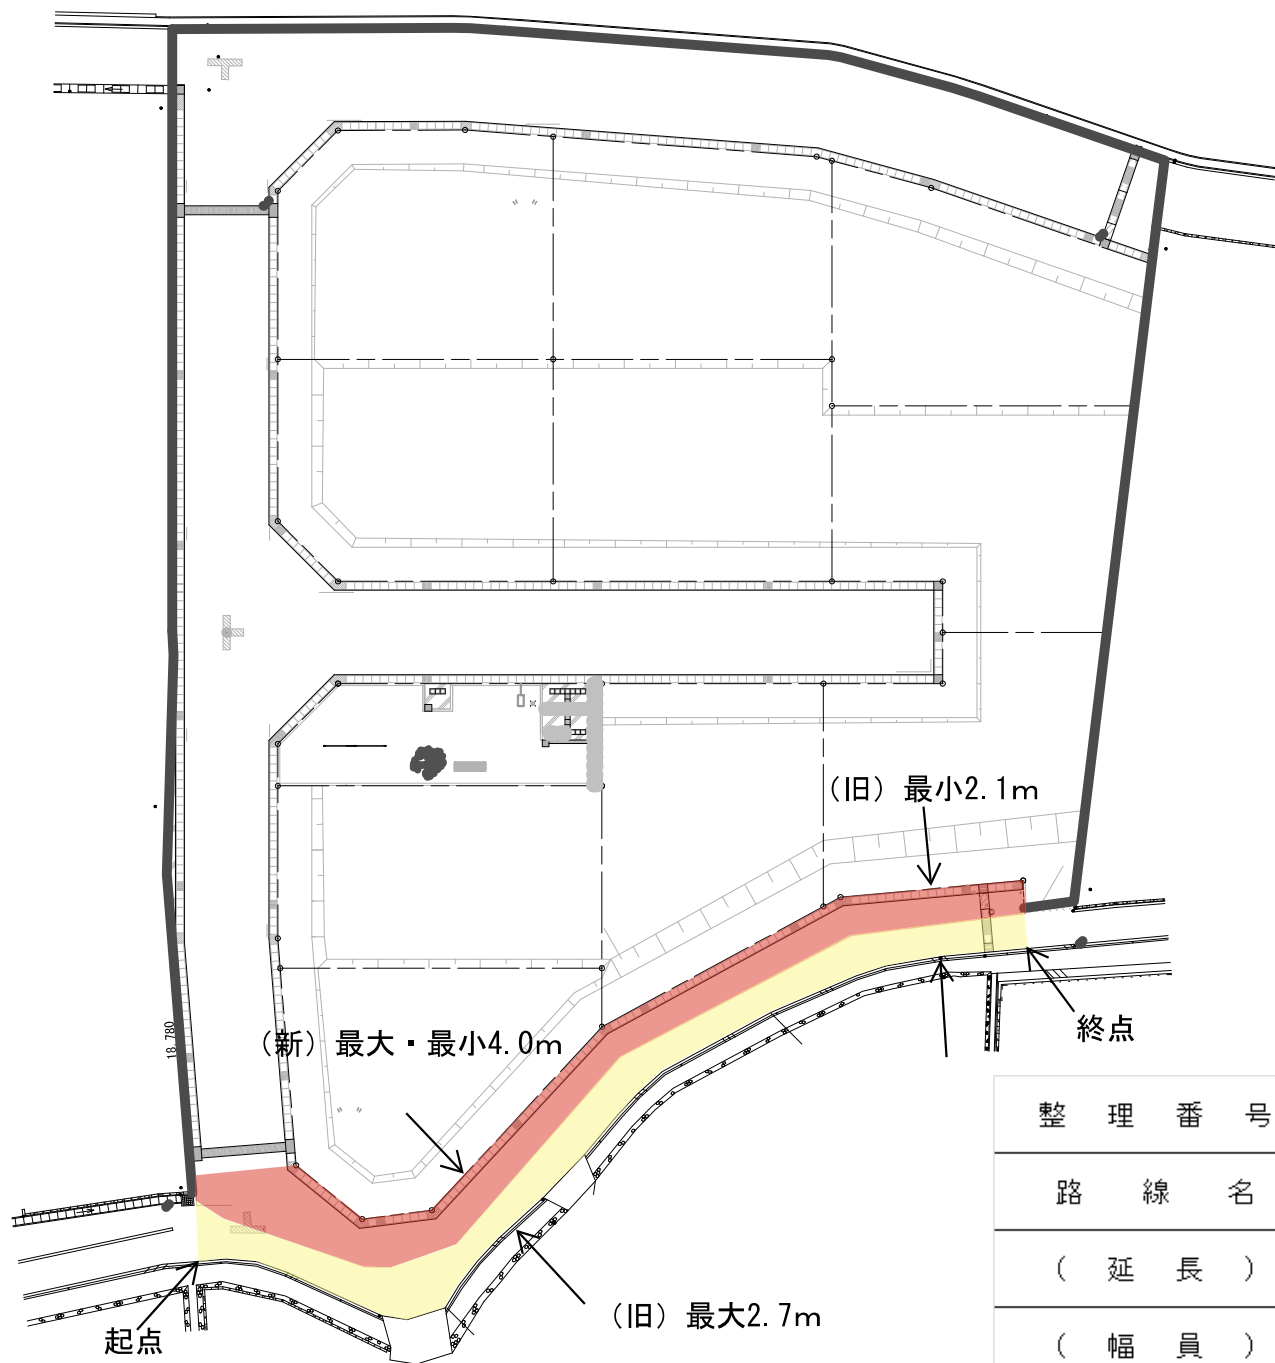 (旧) 最小2.1m
18.780
(新) 最大・最小4.0m
終点
(旧) 最大2.7m
起点
整理番号
路線名
(延長)
(幅員)